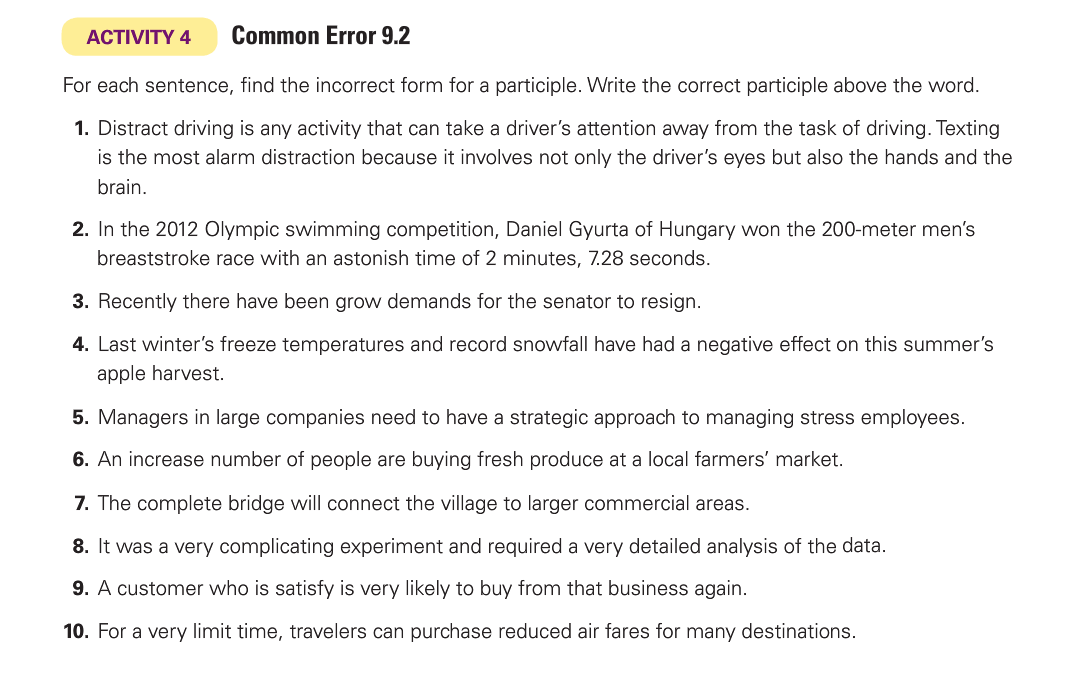 ACTIVITY 4 Common Error 9.2
For each sentence, find the incorrect form for a participle. Write the correct participle above the word.
1. Distract driving is any activity that can take a driver’s attention away from the task of driving. Texting
is the most alarm distraction because it involves not only the driver’s eyes but also the hands and the
brain.
2. In the 2012 Olympic swimming competition, Daniel Gyurta of Hungary won the 200-meter men’s
breaststroke race with an astonish time of 2 minutes, 7.28 seconds.
3. Recently there have been grow demands for the senator to resign.
4. Last winter’s freeze temperatures and record snowfall have had a negative effect on this summer’s
apple harvest.
5. Managers in large companies need to have a strategic approach to managing stress employees.
6. An increase number of people are buying fresh produce at a local farmers’ market.
7. The complete bridge will connect the village to larger commercial areas.
8. It was a very complicating experiment and required a very detailed analysis of the data.
9. A customer who is satisfy is very likely to buy from that business again.
10. For a very limit time, travelers can purchase reduced air fares for many destinations.